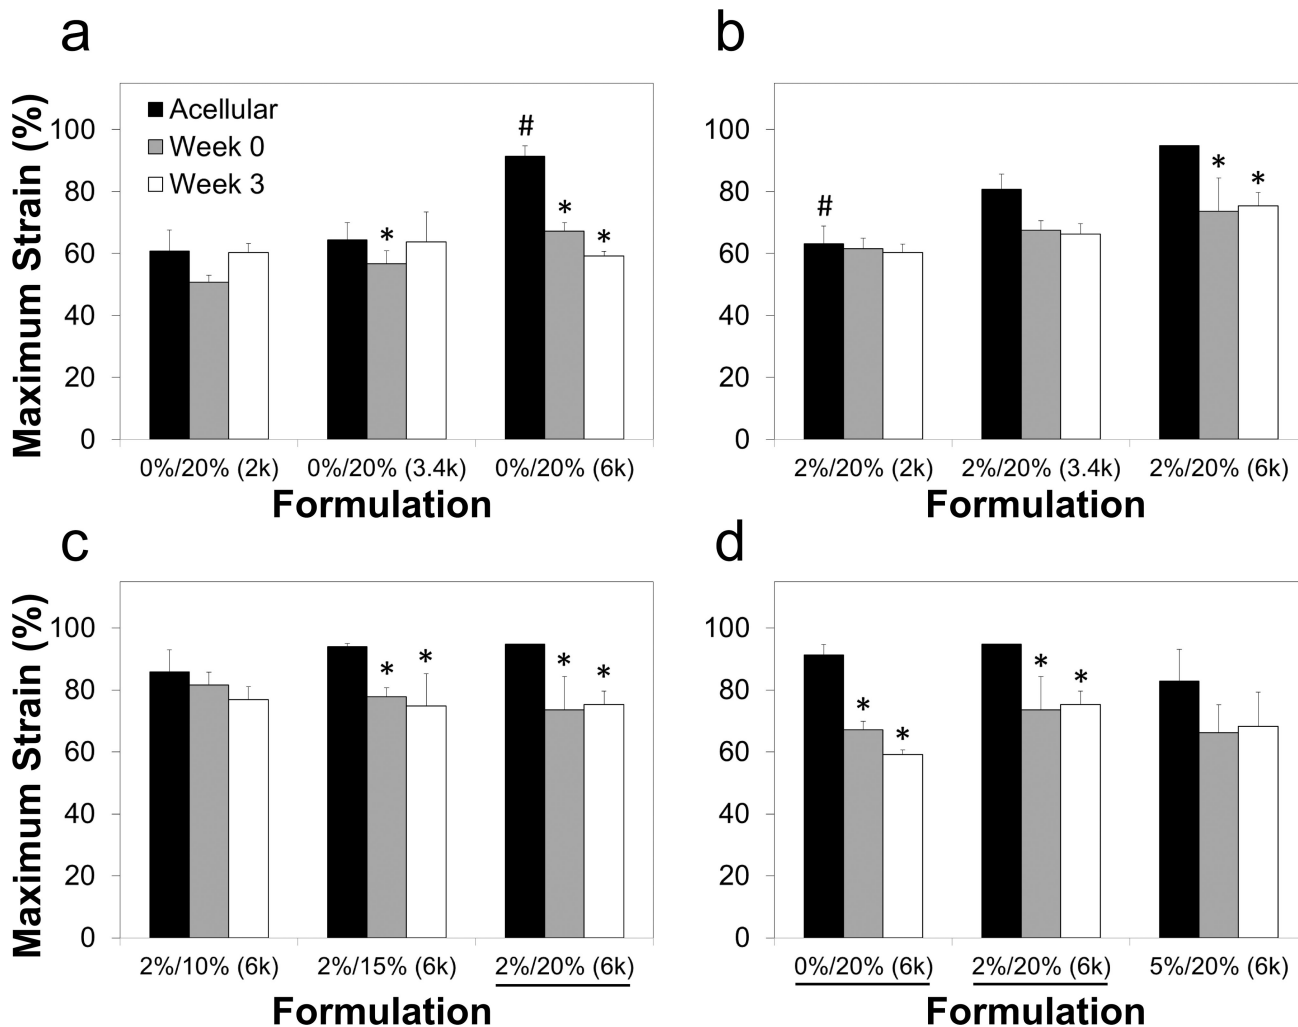 a
Maximum Strain (%)
100
80
60
40
20
0
Acellular
Week 0
Week 3
#
*
*
*
0%/20% (2k) 0%/20% (3.4k) 0%/20% (6k)
Formulation
b
100
80
60
40
20
0
#
*
*
2%/20% (2k) 2%/20% (3.4k) 2%/20% (6k)
Formulation
c
Maximum Strain (%)
100
80
60
40
20
0
*
*
*
*
2%/10% (6k) 2%/15% (6k) 2%/20% (6k)
Formulation
d
100
80
60
40
20
0
*
*
*
*
0%/20% (6k) 2%/20% (6k) 5%/20% (6k)
Formulation